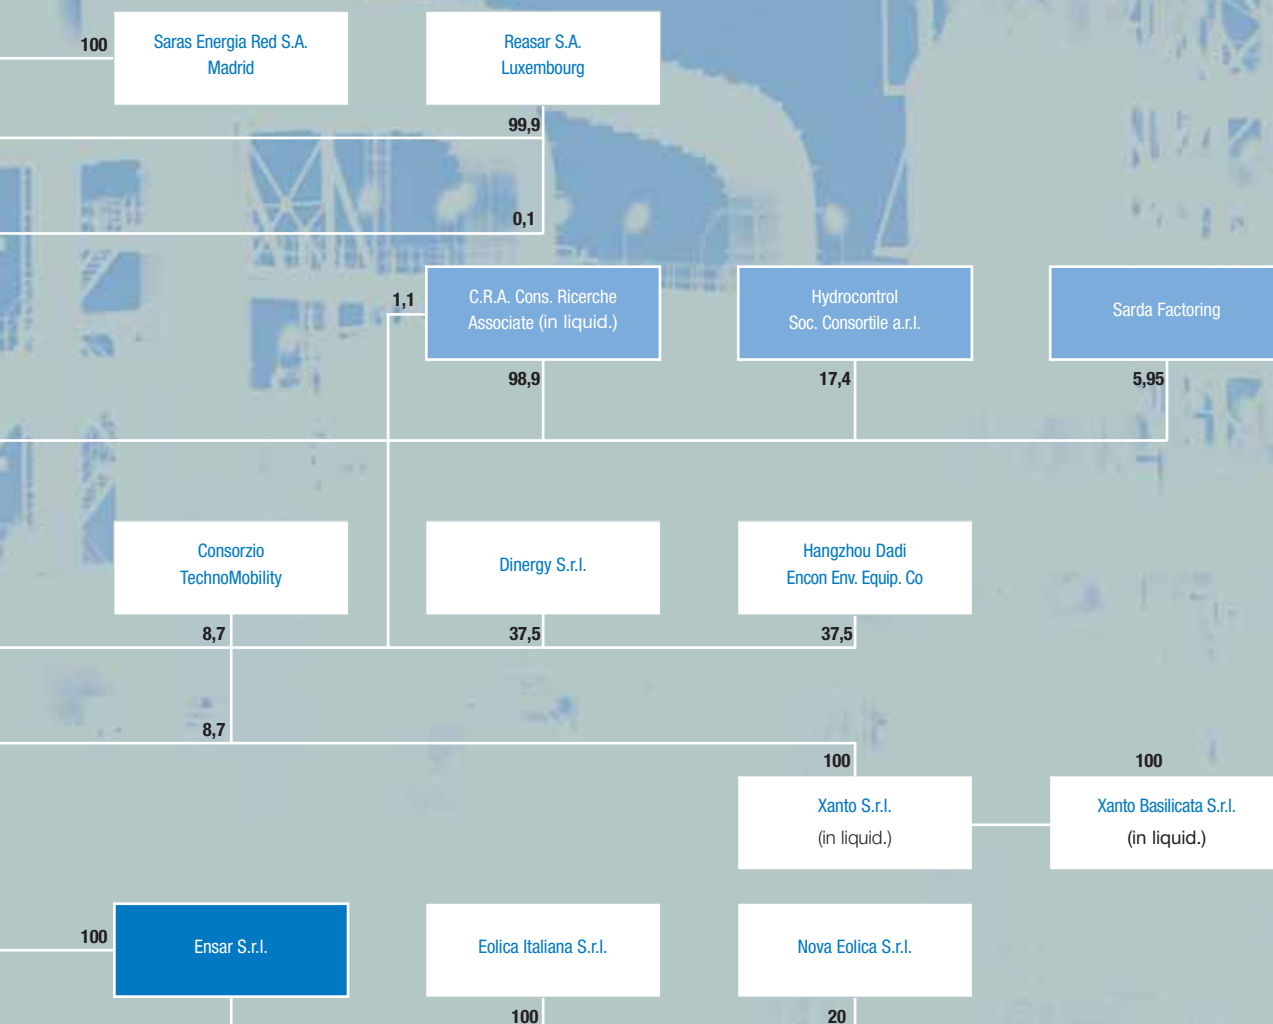 100
Saras Energia Red S.A.
Madrid
Reasar S.A.
Luxembourg
99,9
0,1
1,1
C.R.A. Cons. Ricerche
Associate (in liquid.)
Hydrocontrol
Soc. Consortile a.r.l.
Sarda Factoring
98,9
17,4
5,95
Consorzio
TechnoMobility
Dinergy S.r.l.
Hangzhou Dadi
Encon Env. Equip. Co
8,7
37,5
37,5
8,7
100
100
Xanto S.r.l.
(in liquid.)
Xanto Basilicata S.r.l.
(in liquid.)
100
Ensar S.r.l.
Eolica Italiana S.r.l.
Nova Eolica S.r.l.
100
20